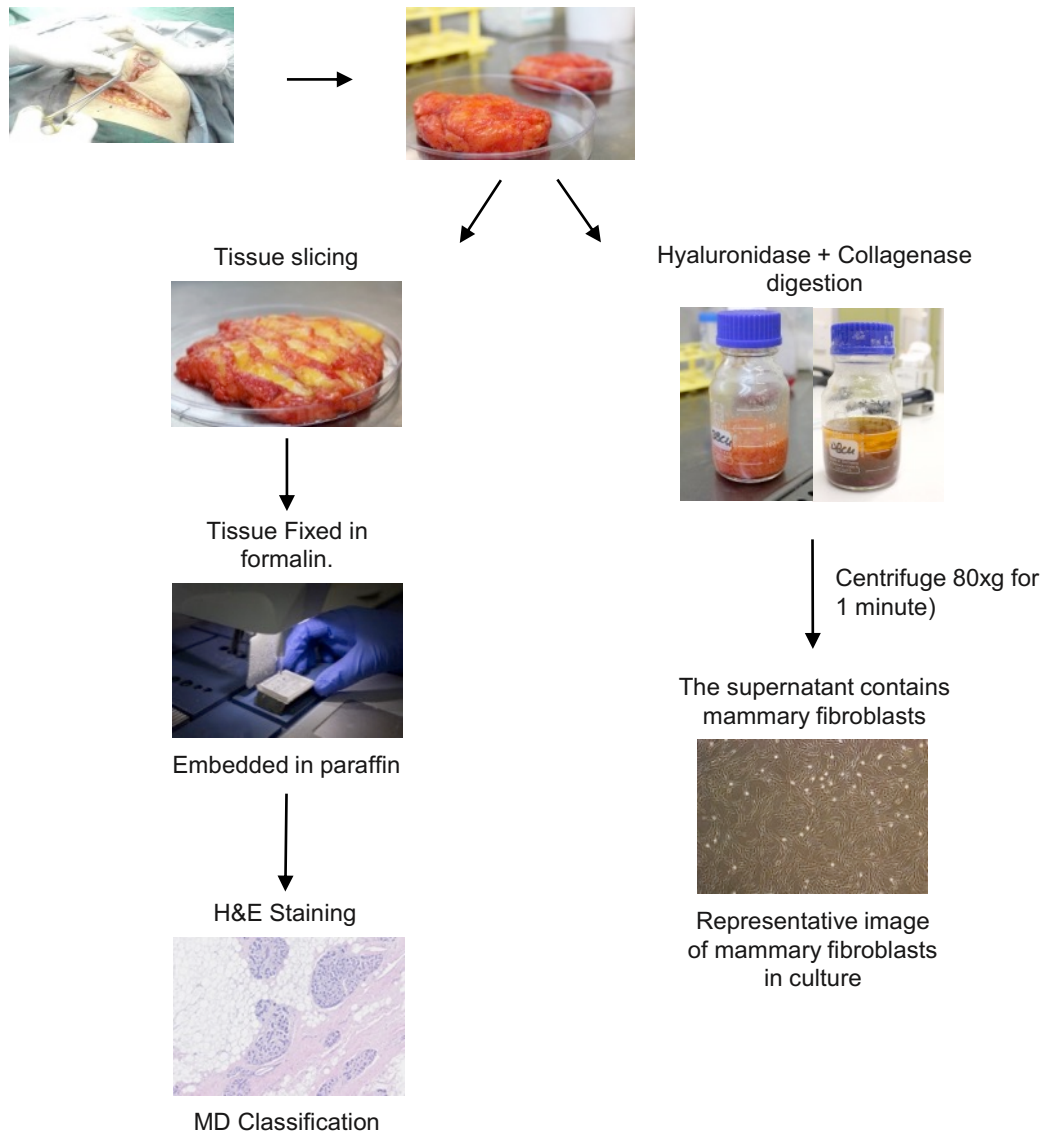 Tissue slicing
Tissue Fixed in
formalin.
Embedded in paraffin
H&E Staining
MD Classification
Hyaluronidase + Collagenase
digestion
Centrifuge 80xg for
1 minute)
The supernatant contains
mammary fibroblasts
Representative image
of mammary fibroblasts
in culture